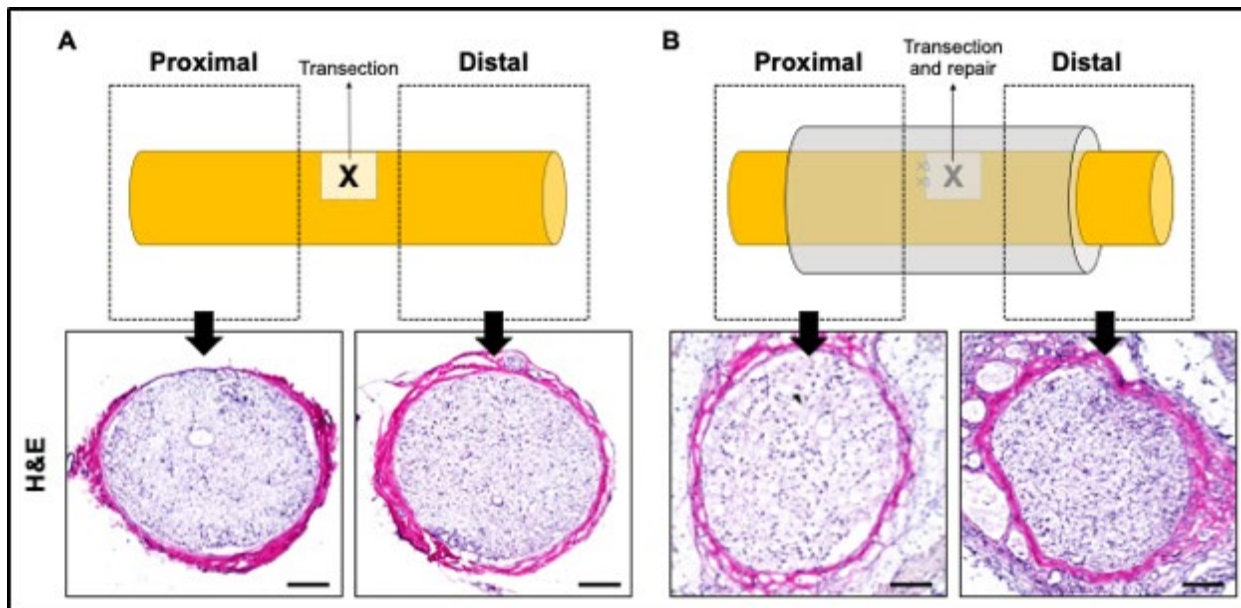 A
Proximal
Transection
Distal
X
B
Proximal
Transection
and repair
Distal
X
H&E